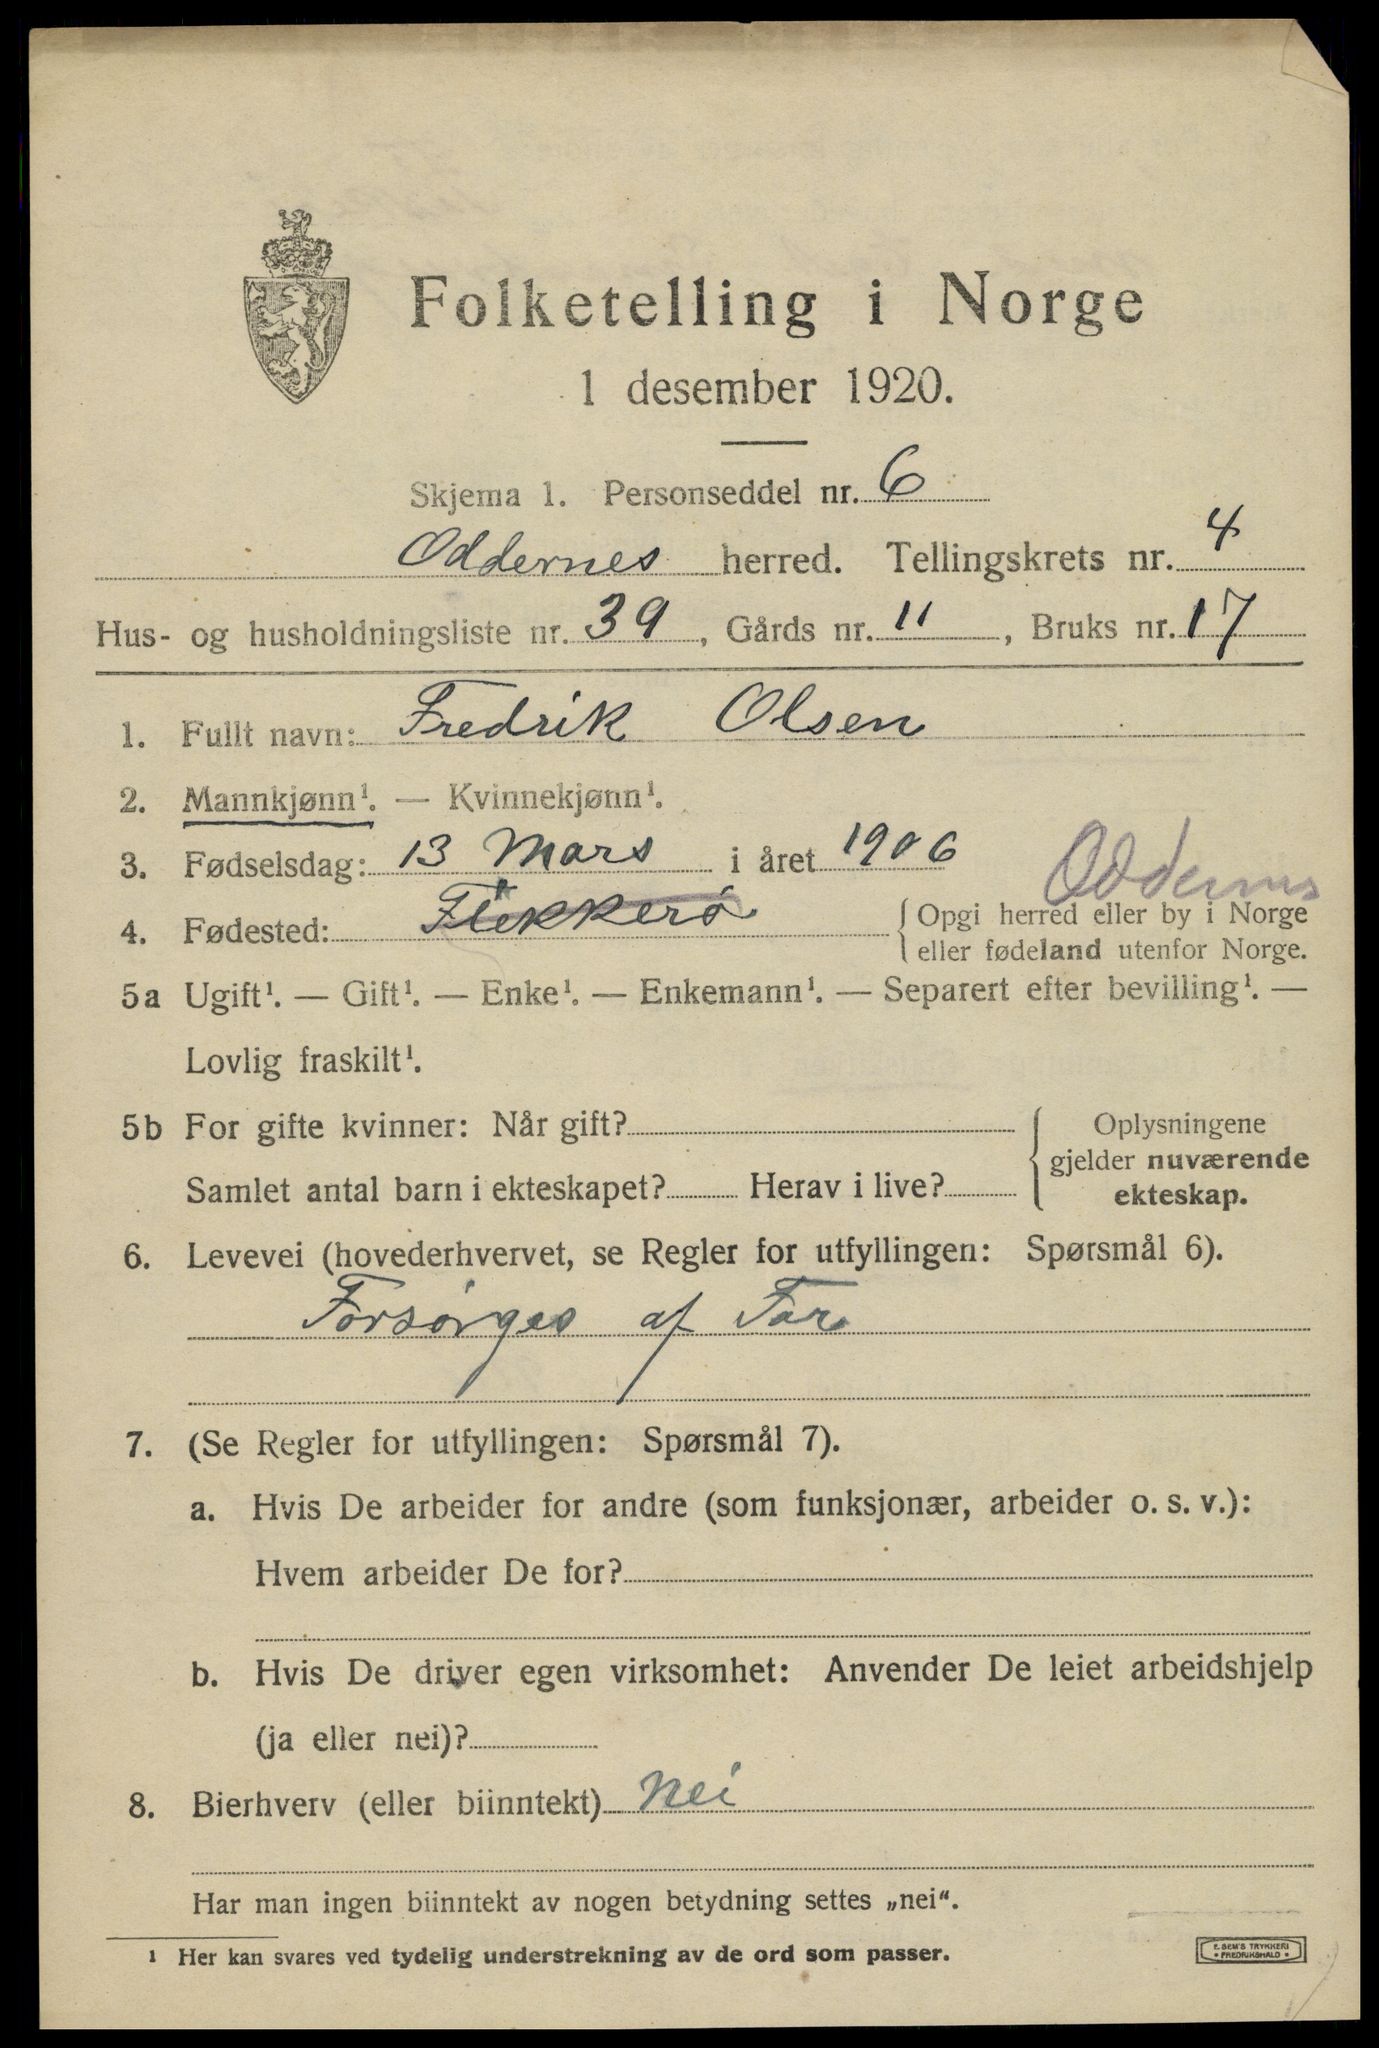 Folketelling i Norge
1 desember 1920.
Skjema 1. Personseddel nr. 6
Oddernes herred. Tellingskrets nr. 4
Hus- og husholdningsliste nr. 39, Gårds nr. 11, Bruks nr. 17
1. Fullt navn: Fredrik Olsen
2. Mannkjønn¹. — Kvinnekjønn¹.
3. Fødselsdag: 13 Mars i året 1906
Oddernes
4. Fødested: Flekkerø
Opgi herred eller by i Norge
eller fødeland utenfor Norge.
5a Ugift¹. — Gift¹. — Enke¹. — Enkemann¹. — Separert efter bevilling¹. —
Lovlig fraskilt¹.
5b For gifte kvinner: Når gift?
Samlet antal barn i ekteskapet? Herav i live?
Oplysningene
gjelder nuværende
ekteskap.
6. Levevei (hovederhvervet, se Regler for utfyllingen: Spørsmål 6).
Forsørges af Far
7. (Se Regler for utfyllingen: Spørsmål 7).
a. Hvis De arbeider for andre (som funksjonær, arbeider o. s. v.):
Hvem arbeider De for?
b. Hvis De driver egen virksomhet: Anvender De leiet arbeidshjelp
(ja eller nei)?
8. Bierhverv (eller biinntekt) Nei
Har man ingen biinntekt av nogen betydning settes „nei“.
1 Her kan svares ved tydelig understrekning av de ord som passer.
E. SEM'S TRYKKERI
• FREDRIKSHALD •